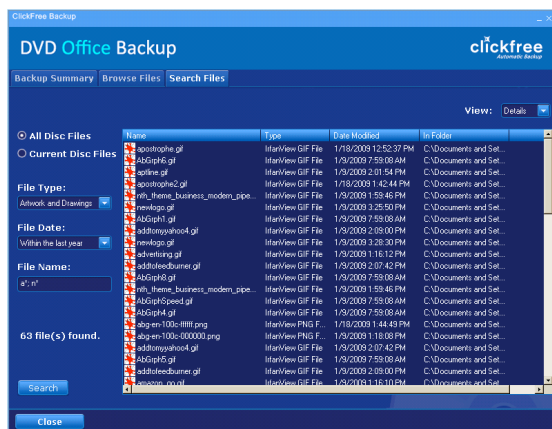 ClickFree Backup
DVD Office Backup
clickfree
Automatic Backup
Backup Summary Browse Files Search Files
View: Details
All Disc Files
Current Disc Files
File Type:
Artwork and Drawings
File Date:
Within the last year
File Name:
a*; n*
63 file(s) found.
Search
Name Type Date Modified In Folder
apostrophe.gif IrfanView GIF File 1/18/2009 12:52:37 PM C:\Documents and Set...
AbGrph6.gif IrfanView GIF File 1/9/2009 7:59:08 AM C:\Documents and Set...
aptline.gif IrfanView GIF File 1/9/2009 2:01:54 PM C:\Documents and Set...
apostrophe2.gif IrfanView GIF File 1/18/2009 1:42:44 PM C:\Documents and Set...
nth_theme_business_modern_pipe... IrfanView GIF File 1/9/2009 1:59:46 PM C:\Documents and Set...
newlogo.gif IrfanView GIF File 1/9/2009 3:25:50 PM C:\Documents and Set...
AbGrph1.gif IrfanView GIF File 1/9/2009 7:59:08 AM C:\Documents and Set...
addtomyyahoo4.gif IrfanView GIF File 1/9/2009 2:09:00 PM C:\Documents and Set...
newlogo.gif IrfanView GIF File 1/9/2009 3:28:30 PM C:\Documents and Set...
advertising.gif IrfanView GIF File 1/9/2009 1:16:12 PM C:\Documents and Set...
addtofeedburner.gif IrfanView GIF File 1/9/2009 2:07:42 PM C:\Documents and Set...
AbGrph8.gif IrfanView GIF File 1/9/2009 7:59:08 AM C:\Documents and Set...
nth_theme_business_modern_pipe... IrfanView GIF File 1/9/2009 1:59:46 PM C:\Documents and Set...
AbGrphSpeed.gif IrfanView GIF File 1/9/2009 7:59:08 AM C:\Documents and Set...
AbGrph4.gif IrfanView GIF File 1/9/2009 7:59:08 AM C:\Documents and Set...
abg-en-100c-ffffff.png IrfanView PNG F... 1/18/2009 1:44:49 PM C:\Documents and Set...
abg-en-100c-000000.png IrfanView PNG F... 1/9/2009 1:18:08 PM C:\Documents and Set...
addtomyyahoo4.gif IrfanView GIF File 1/9/2009 2:07:42 PM C:\Documents and Set...
AbGrph5.gif IrfanView GIF File 1/9/2009 7:59:08 AM C:\Documents and Set...
addtofeedburner.gif IrfanView GIF File 1/9/2009 2:09:00 PM C:\Documents and Set...
amazon_go.gif IrfanView GIF File 1/9/2009 1:16:10 PM C:\Documents and Set...
Close